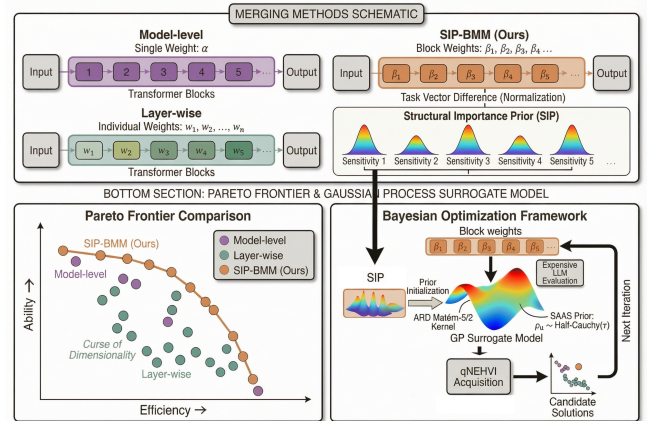 MERGING METHODS SCHEMATIC
Model-level
Single Weight: α
Input
1
2
3
4
5
...
Output
Transformer Blocks
Layer-wise
Individual Weights: w₁, w₂, ..., wₙ
Input
w₁
w₂
w₃
w₄
w₅
...
Output
Transformer Blocks
SIP-BMM (Ours)
Block Weights: β₁, β₂, β₃, β₄ ...
Input
β₁
β₂
β₃
β₄
β₅
...
Output
Task Vector Difference (Normalization)
Structural Importance Prior (SIP)
Sensitivity 1
Sensitivity 2
Sensitivity 3
Sensitivity 4
Sensitivity 5
...
BOTTOM SECTION: PARETO FRONTIER & GAUSSIAN PROCESS SURROGATE MODEL
Pareto Frontier Comparison
SIP-BMM (Ours)
Model-level
Model-level
Layer-wise
SIP-BMM (Ours)
Curse of
Dimensionality
Layer-wise
Ability →
Efficiency →
Bayesian Optimization Framework
Block weights
β₁
β₂
β₃
β₄
β₅
...
Expensive
LLM
Evaluation
SIP
Prior
Initialization
ARD Matérn-5/2
Kernel
SAAS Prior:
ρᵤ ~ Half-Cauchy(τ)
GP Surrogate Model
qNEHVI
Acquisition
Candidate
Solutions
Next Iteration